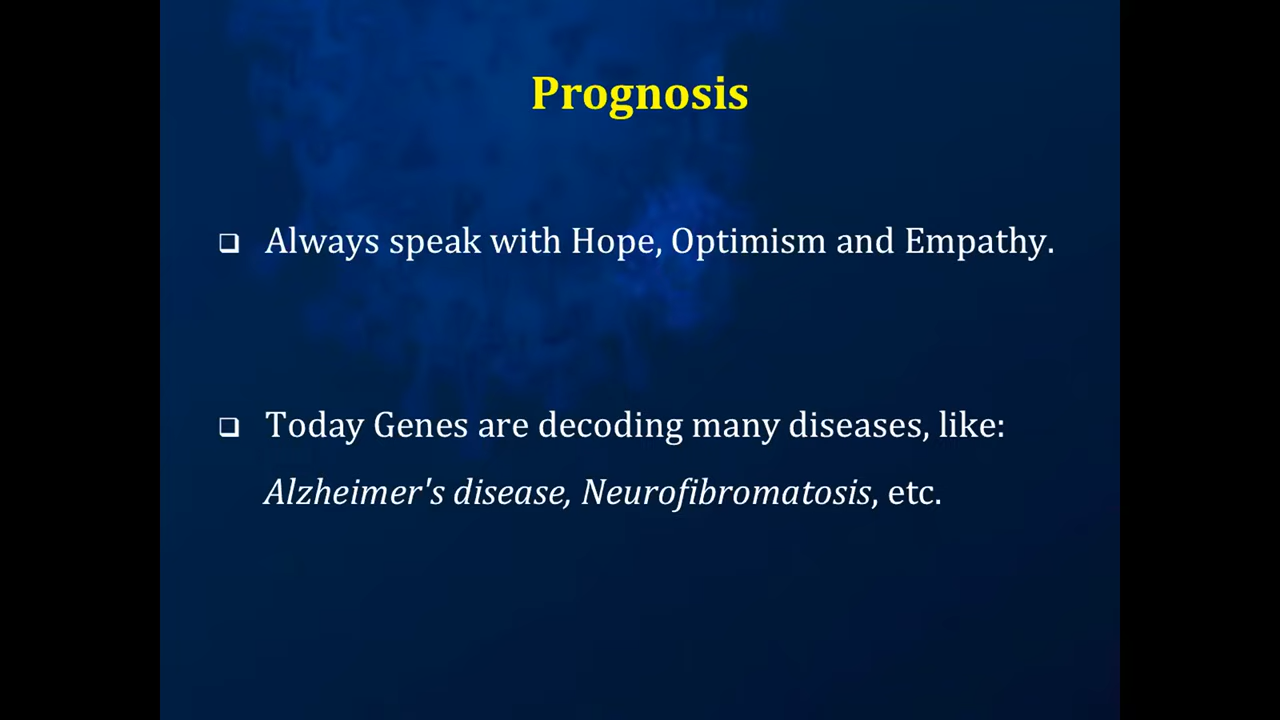 Prognosis
Always speak with Hope, Optimism and Empathy.
Today Genes are decoding many diseases, like:
Alzheimer's disease, Neurofibromatosis, etc.